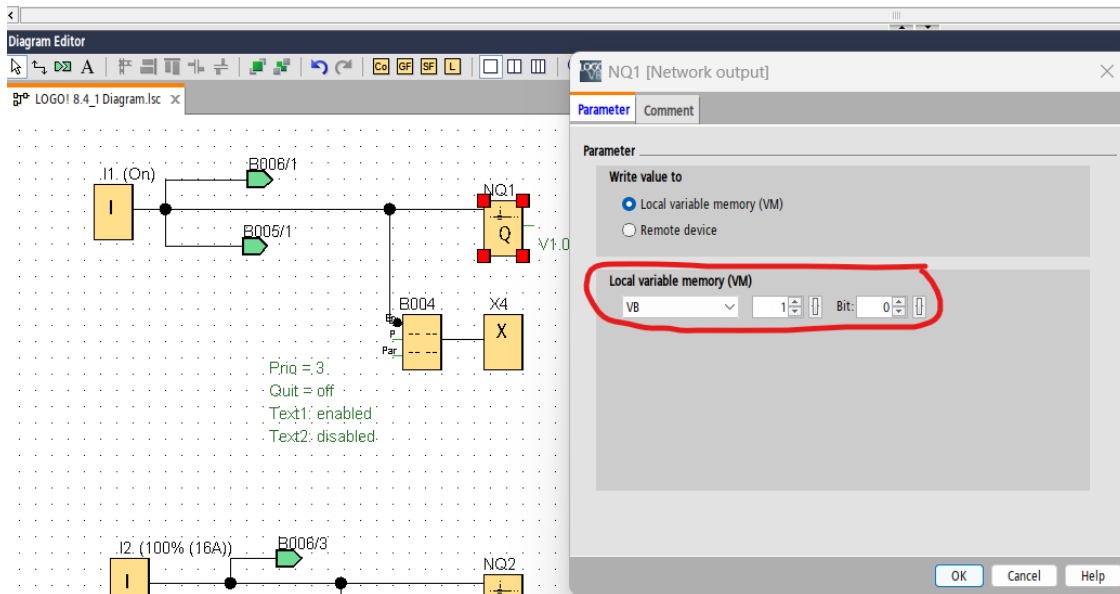 Diagram Editor
A
Co GF SF L
LOGO! 8.4_1 Diagram.lsc
NQ1 [Network output]
Parameter Comment
Parameter
Write value to
Local variable memory (VM)
Remote device
Local variable memory (VM)
VB 1 Bit: 0
OK Cancel Help
I1. (On)
B006/1
I
B005/1
NQ1
Q
V1.0
B004
X4
En
P
Par
X
Prio = 3
Quit = off
Text1: enabled
Text2: disabled
I2. (100% (16A))
B006/3
I
NQ2